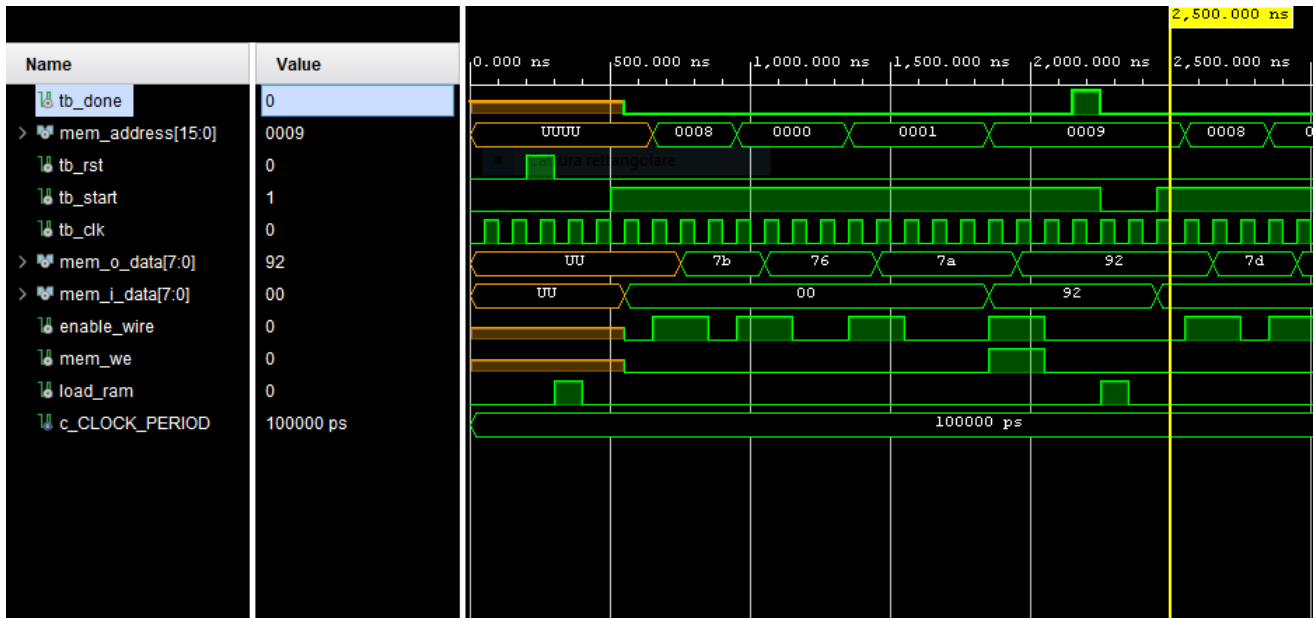 2,500.000 ns
Name Value 0.000 ns 500.000 ns 1,000.000 ns 1,500.000 ns 2,000.000 ns 2,500.000 ns
tb_done 0
mem_address[15:0] 0009 UUUU 0008 0000 0001 0009 0008 0
tb_rst 0 rettangolare
tb_start 1
tb_clk 0
mem_o_data[7:0] 92 UU 7b 76 7a 92 7d
mem_i_data[7:0] 00 UU 00 92
enable_wire 0
mem_we 0
load_ram 0
c_CLOCK_PERIOD 100000 ps 100000 ps